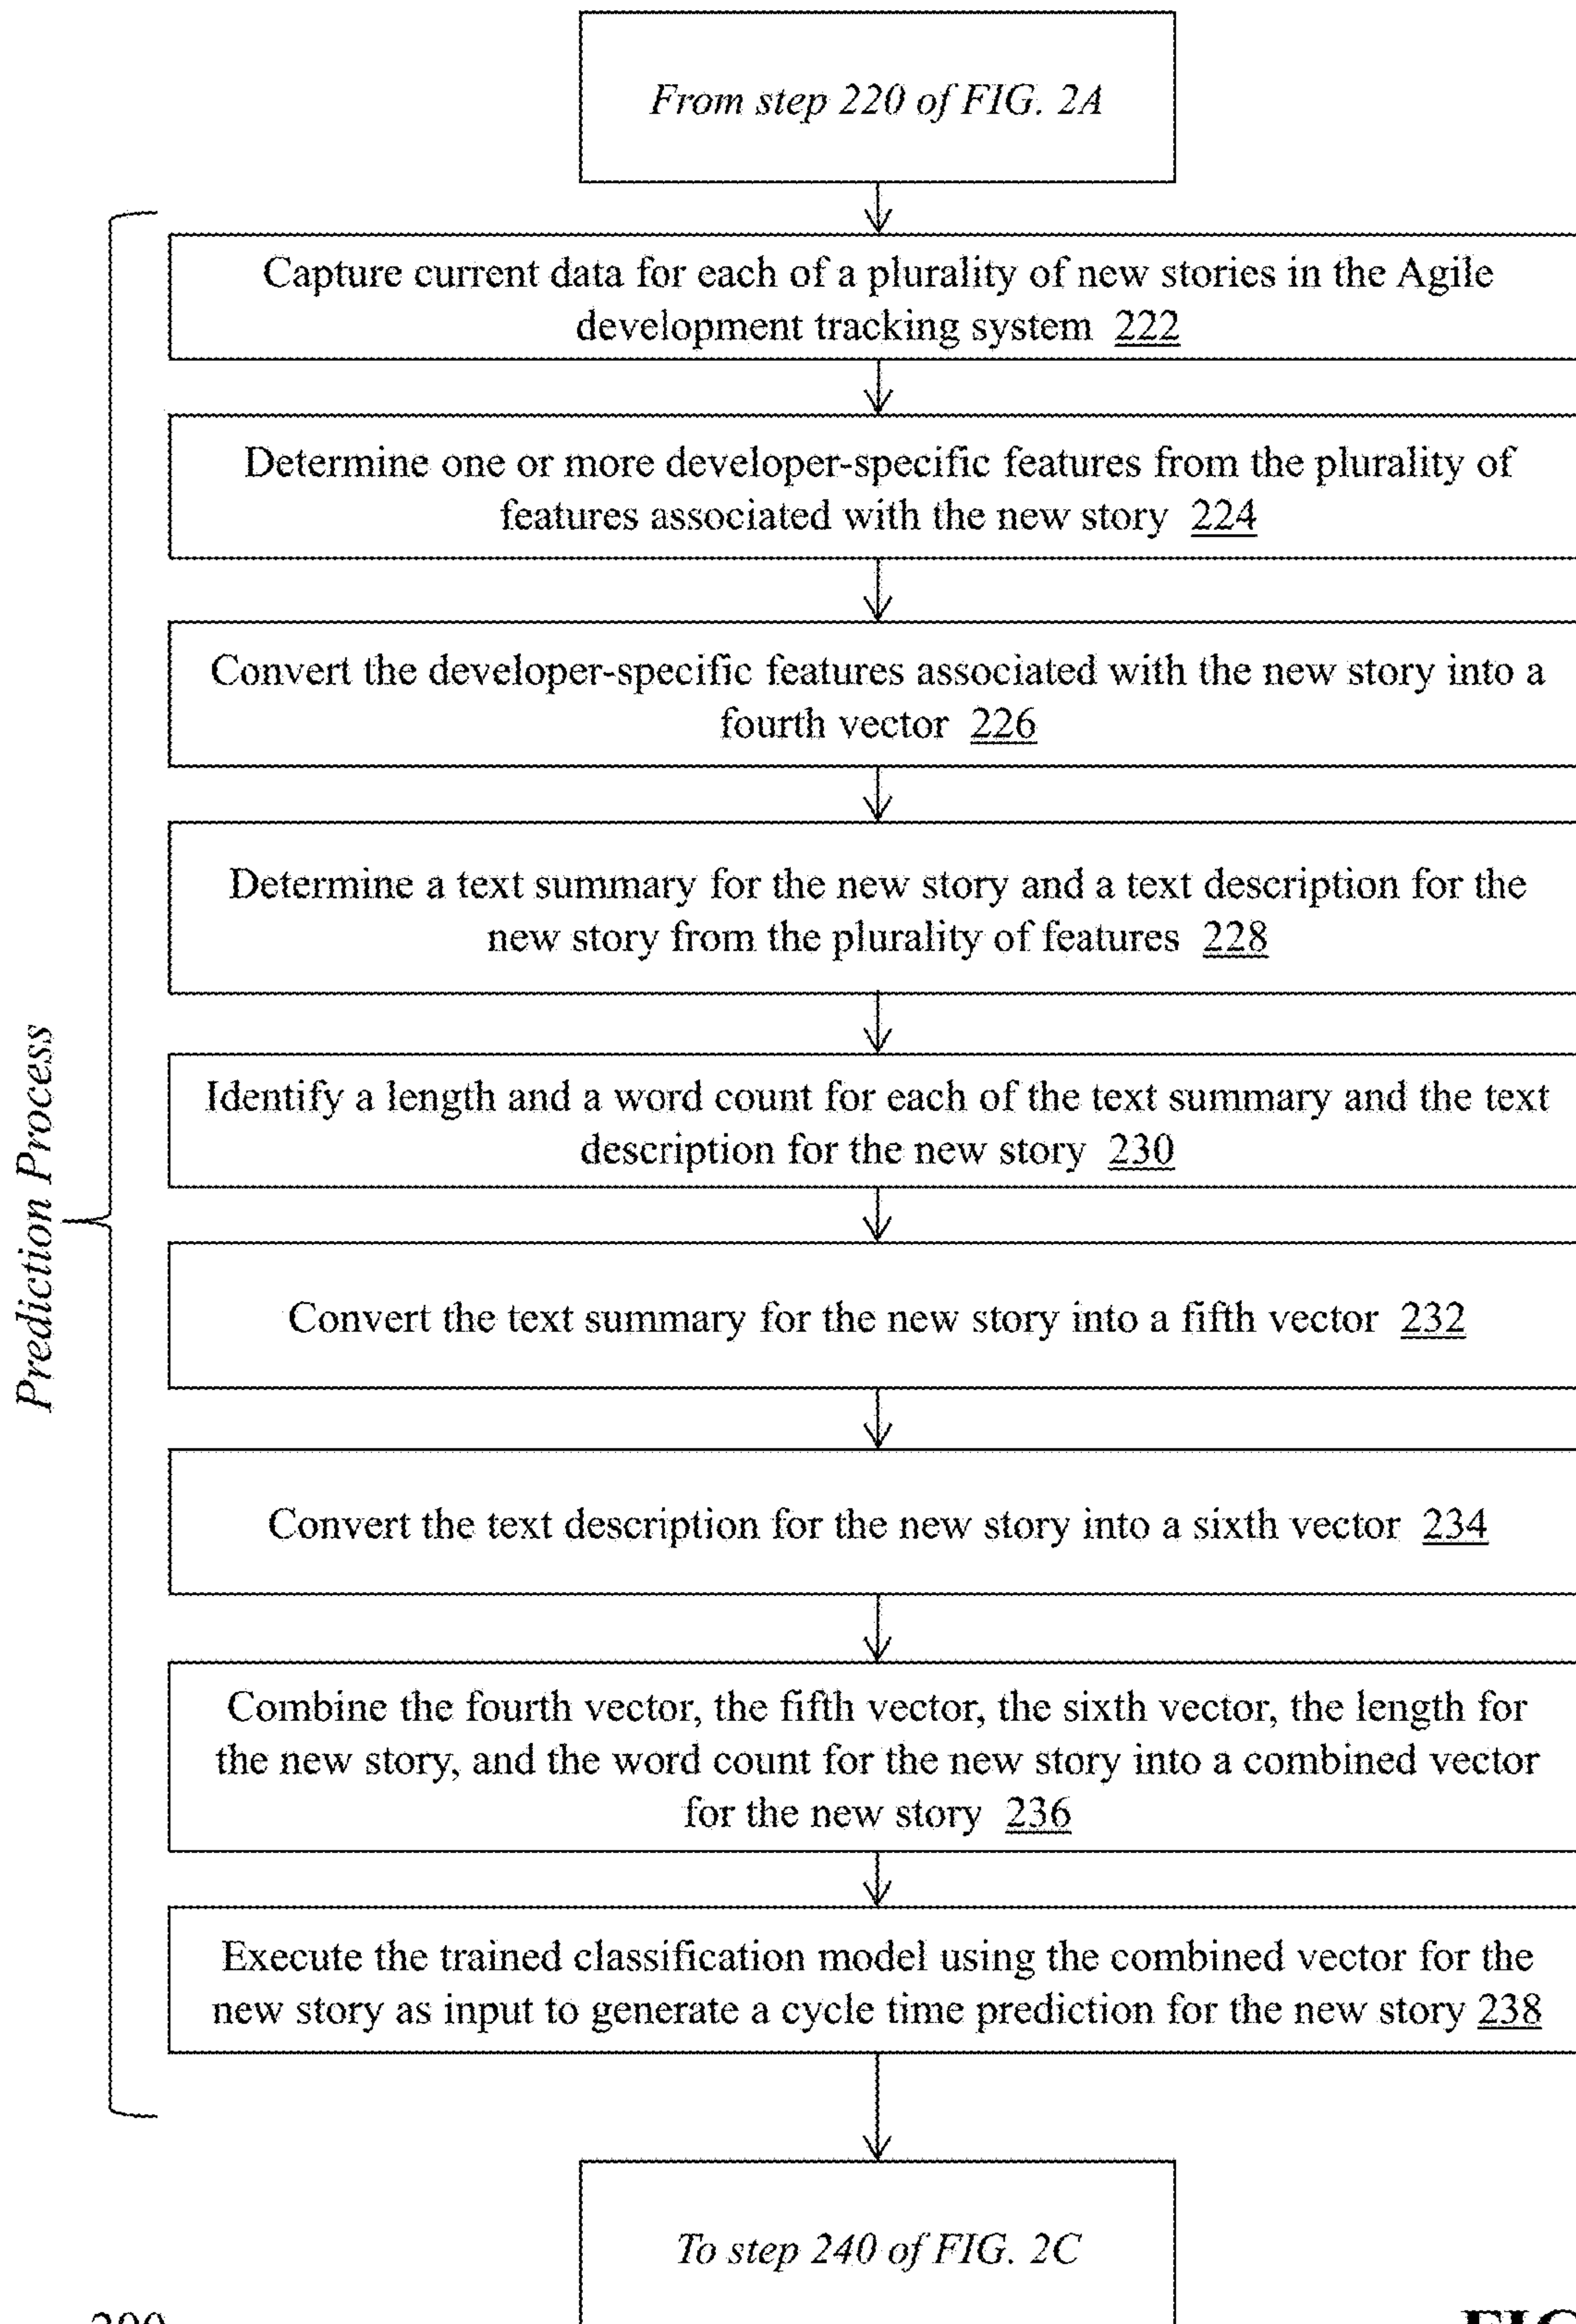 From step 220 of FIG. 2A
Capture current data for each of a plurality of new stories in the Agile
development tracking system 222
Determine one or more developer-specific features from the plurality of
features associated with the new story 224
Convert the developer-specific features associated with the new story into a
fourth vector 226
Determine a text summary for the new story and a text description for the
new story from the plurality of features 228
Identify a length and a word count for each of the text summary and the text
description for the new story 230
Prediction Process
Convert the text summary for the new story into a fifth vector 232
Convert the text description for the new story into a sixth vector 234
Combine the fourth vector, the fifth vector, the sixth vector, the length for
the new story, and the word count for the new story into a combined vector
for the new story 236
Execute the trained classification model using the combined vector for the
new story as input to generate a cycle time prediction for the new story 238
To step 240 of FIG. 2C